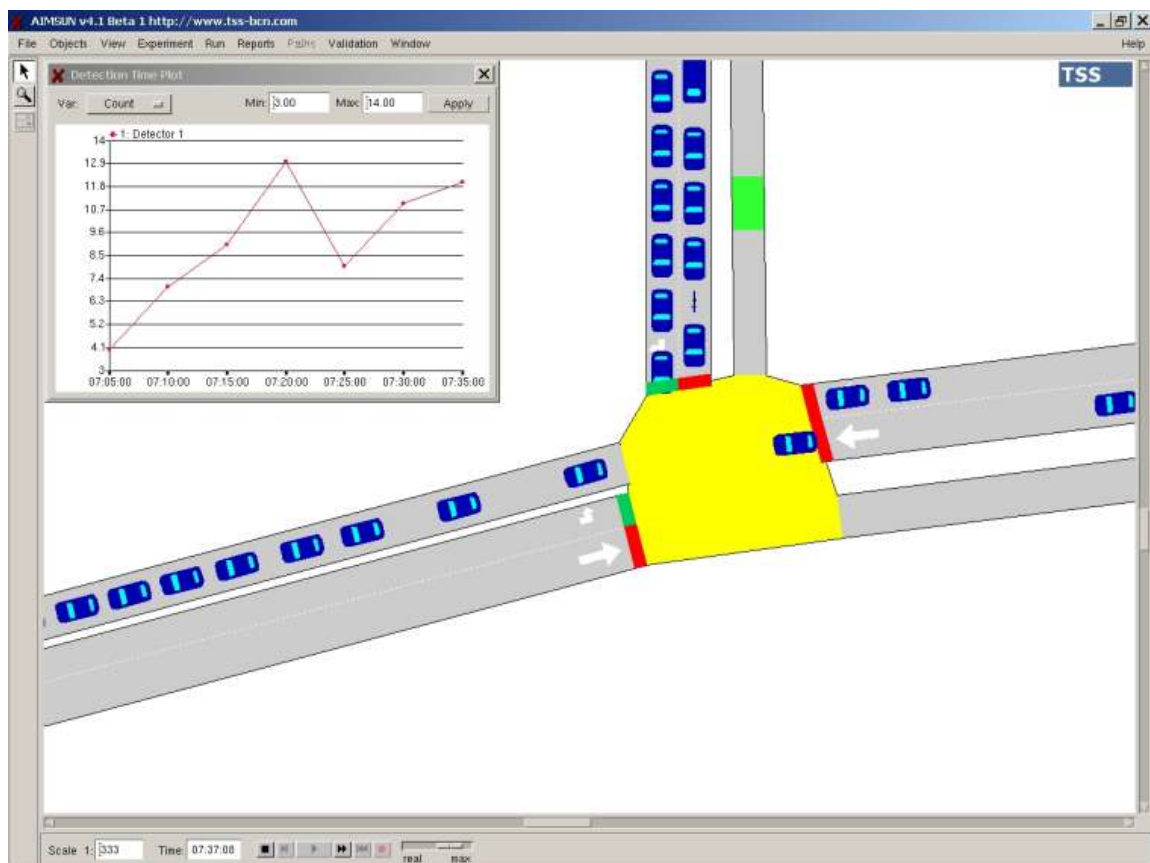 AIMSUN v4.1 Beta 1 http://www.tss-bcn.com
File Objects View Experiment Run Reports Paths Validation Window Help
Detection Time Plot
TSS
Var: Count Min: 3.00 Max: 14.00 Apply
1: Detector 1
14
12.9
11.8
10.7
9.6
8.5
7.4
6.3
5.2
4.1
3
07:05:00 07:10:00 07:15:00 07:20:00 07:25:00 07:30:00 07:35:00
Scale 1: 333 Time: 07:37:08
real max